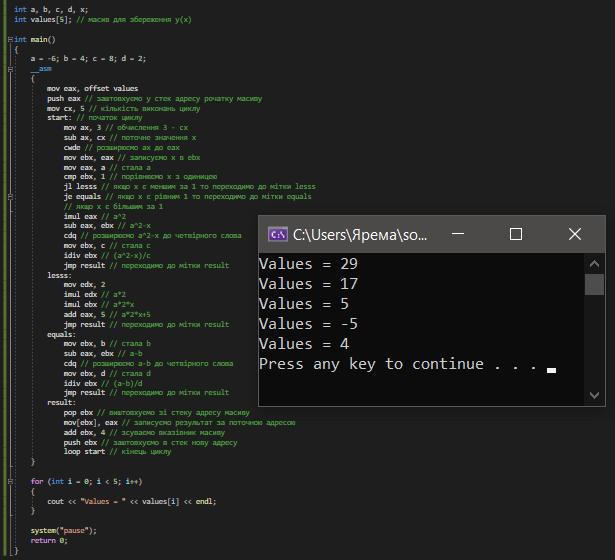 int a, b, c, d, x;
int values[5]; // масив для збереження y(x)
int main()
{
a = -6; b = 4; c = 8; d = 2;
__asm
{
mov eax, offset values
push eax // заштовхуємо у стек адресу рочатку масиву
mov cx, 5 // кількість виконань циклу
start: // початок циклу
mov ax, 3 // обчислення 3 - cx
sub ax, cx // поточне значення x
cwde // розширюємо ax до eax
mov ebx, eax // записуємо x в ebx
mov eax, a // стала a
cmp ebx, 1 // порівнюємо x з одиницею
jl lesss // якщо x є меншим за 1 то переходимо до мітки lesss
je equals // якщо x є рівним 1 то переходимо до мітки equals
// якщо x є більшим за 1
imul eax // a^2
sub eax, ebx // a^2-x
cdq // розширюємо a^2-x до четвірного слова
mov ebx, c // стала c
idiv ebx // (a^2-x)/c
jmp result // переходимо до мітки result
lesss:
mov edx, 2
imul edx // a*2
imul ebx // a*2*x
add eax, 5 // a*2*x+5
jmp result // переходимо до мітки result
equals:
mov ebx, b // стала b
sub eax, ebx // a-b
cdq // розширюємо a-b до четвірного слова
mov ebx, d // стала d
idiv ebx // (a-b)/d
jmp result // переходимо до мітки result
result:
pop ebx // виштовхуємо зі стеку адресу масиву
mov[ebx], eax // записуємо результат за поточною адресою
add ebx, 4 // зсуваємо вказівник масиву
push ebx // заштовхуємо в стек нову адресу
loop start // кінець циклу
}
for (int i = 0; i < 5; i++)
{
cout << "Values = " << values[i] << endl;
}
system("pause");
return 0;
}
C:\Users\Ярема\so...
Values = 29
Values = 17
Values = 5
Values = -5
Values = 4
Press any key to continue . . .